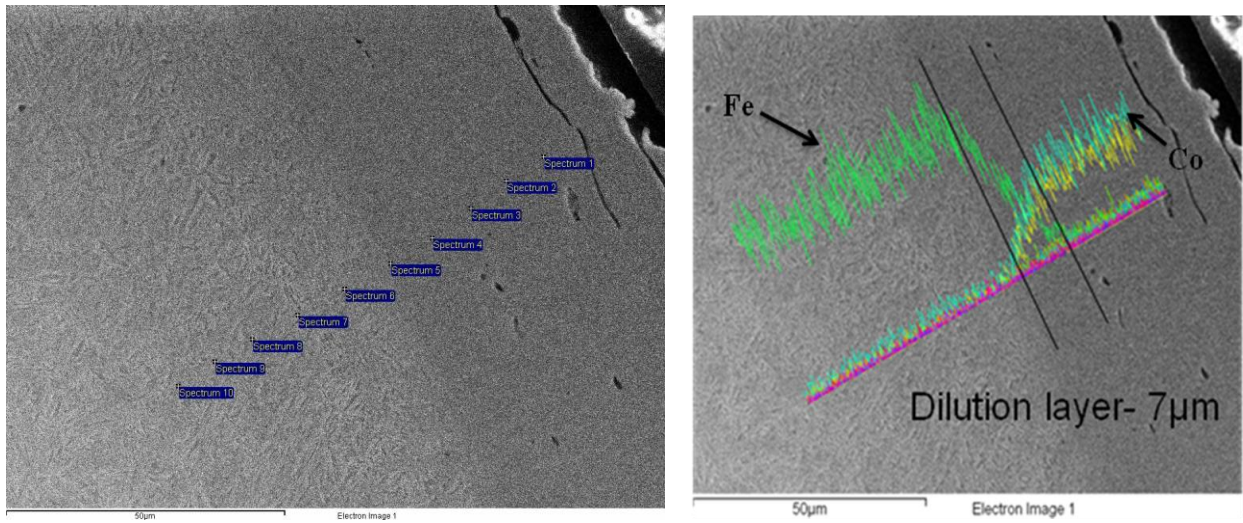 Spectrum 1
Spectrum 2
Spectrum 3
Spectrum 4
Spectrum 5
Spectrum 6
Spectrum 7
Spectrum 8
Spectrum 9
Spectrum 10
50µm
Electron Image 1
Fe
Co
Dilution layer- 7µm
50µm
Electron Image 1